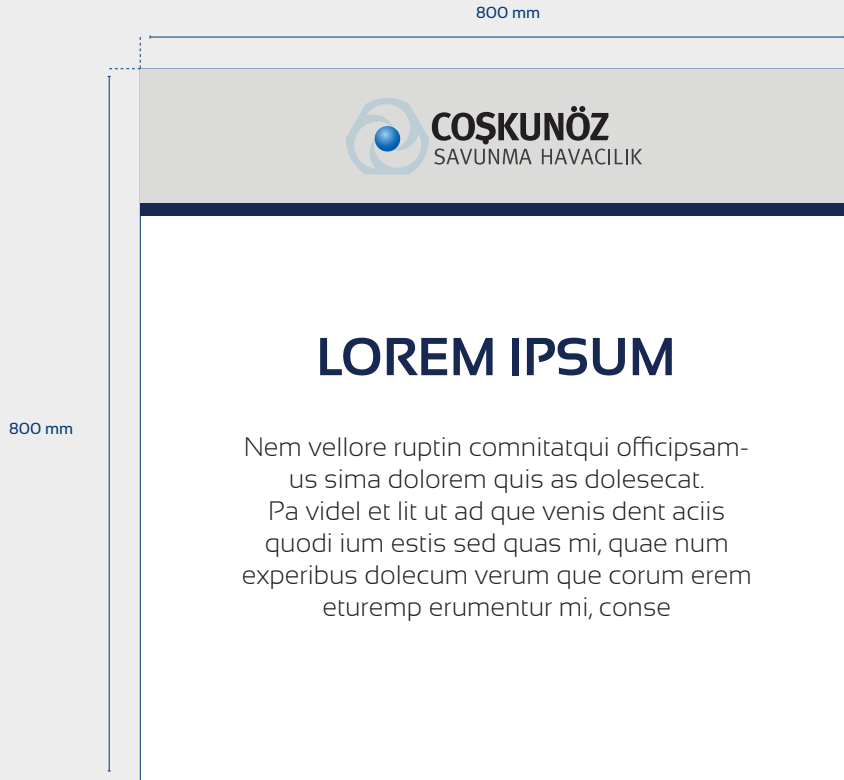 800 mm
COŞKUNÖZ
SAVUNMA HAVACILIK
LOREM IPSUM
800 mm
Nem vellore ruptin comnitatqui officipsam-
us sima dolorem quis as dolesecat.
Pa videl et lit ut ad que venis dent aciis
quodi ium estis sed quas mi, quae num
experibus dolecum verum que corum erem
eturemp erumentur mi, conse